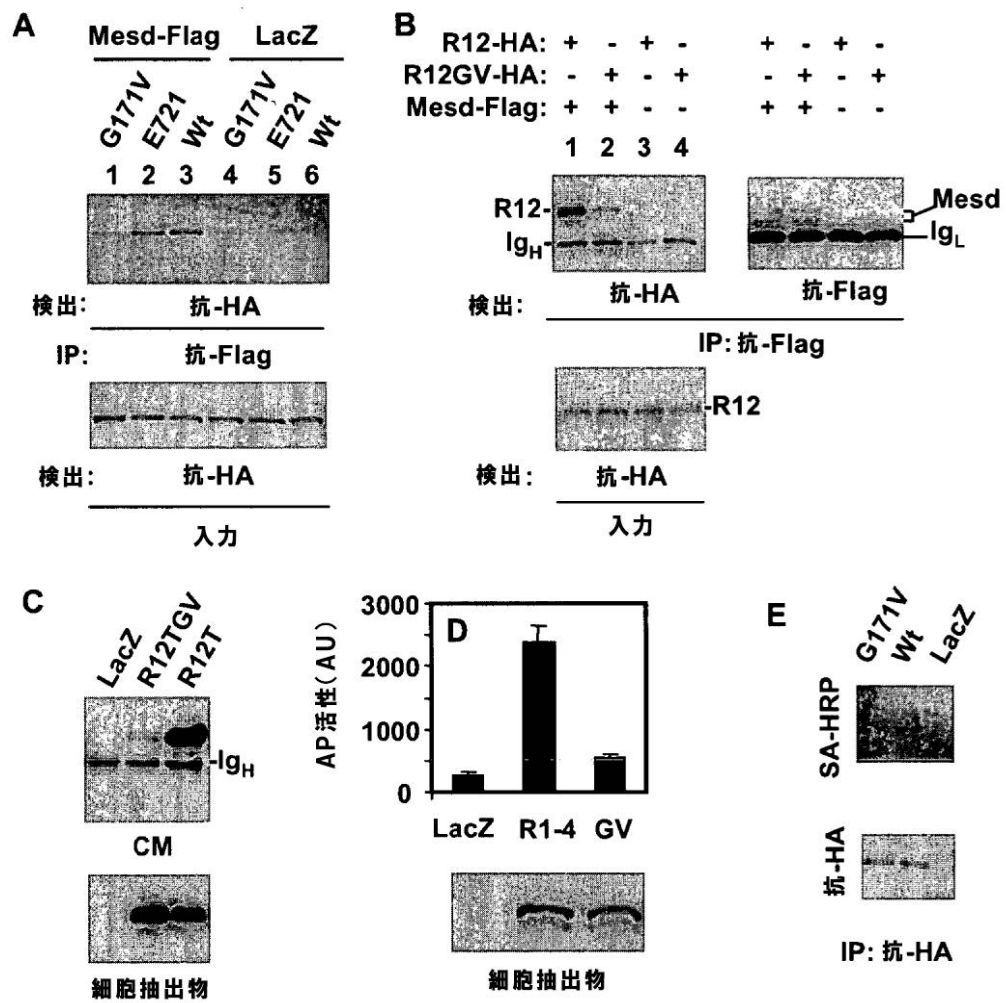 A
Mesd-Flag LacZ
G171V E721 Wt G171V E721 Wt
1 2 3 4 5 6
検出: 抗-HA
IP: 抗-Flag
検出: 抗-HA
入力
B
R12-HA: + - + - + - + -
R12GV-HA: - + - + - + - +
Mesd-Flag: + + - - + + - -
1 2 3 4
R12-
IgH
Mesd
IgL
検出: 抗-HA 抗-Flag
IP: 抗-Flag
-R12
検出: 抗-HA
入力
C
LacZ R12TGV R12T
-IgH
CM
細胞抽出物
D
AP活性(AU)
3000
2000
1000
500
0
LacZ R1-4 GV
細胞抽出物
E
G171V Wt LacZ
SA-HRP
抗-HA
IP: 抗-HA